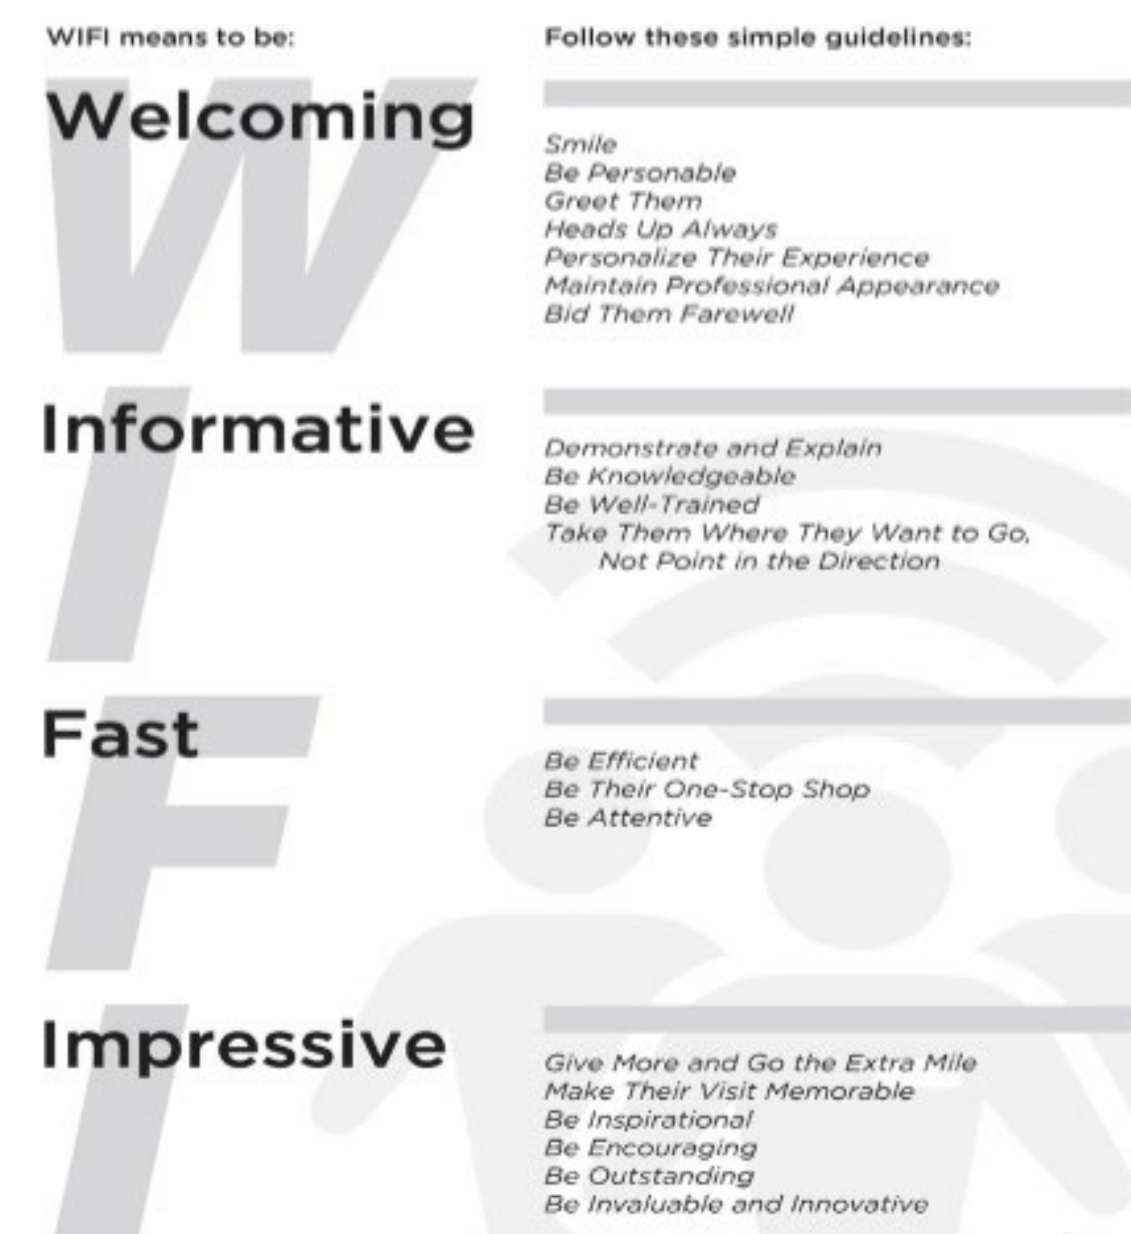 WIFI means to be:
Follow these simple guidelines:
W
Welcoming
Smile
Be Personable
Greet Them
Heads Up Always
Personalize Their Experience
Maintain Professional Appearance
Bid Them Farewell
I
Informative
Demonstrate and Explain
Be Knowledgeable
Be Well-Trained
Take Them Where They Want to Go,
Not Point in the Direction
F
Fast
Be Efficient
Be Their One-Stop Shop
Be Attentive
I
Impressive
Give More and Go the Extra Mile
Make Their Visit Memorable
Be Inspirational
Be Encouraging
Be Outstanding
Be Invaluable and Innovative